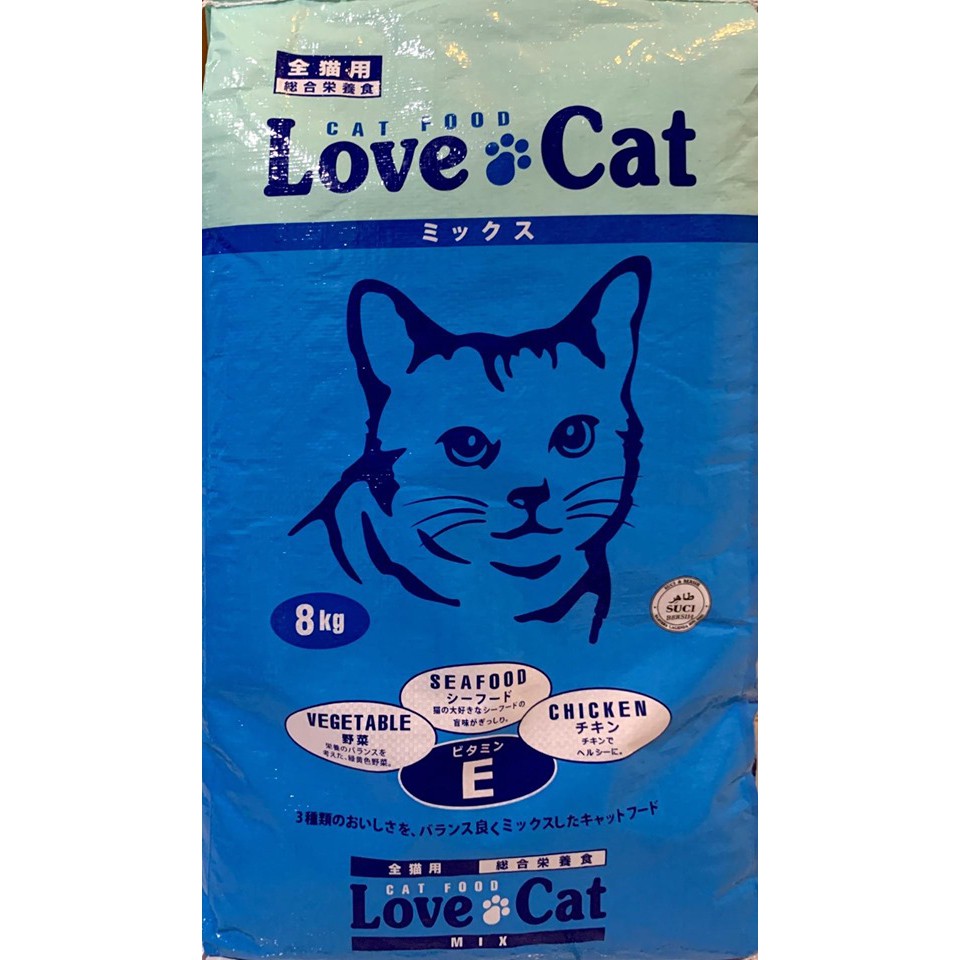 全猫用
総合栄養食
CAT FOOD
Love Cat
ミックス
8kg
طاهر
SUCI
BERSIH
SEAFOOD
シーフード
猫の大好きなシーフードの
旨味がぎっしり。
VEGETABLE
野菜
栄養のバランスを
考えた、緑黄色野菜。
CHICKEN
チキン
チキンで
ヘルシーに。
ビタミン
E
3種類のおいしさを、バランス良くミックスしたキャットフード
全猫用 総合栄養食
CAT FOOD
Love Cat
MIX